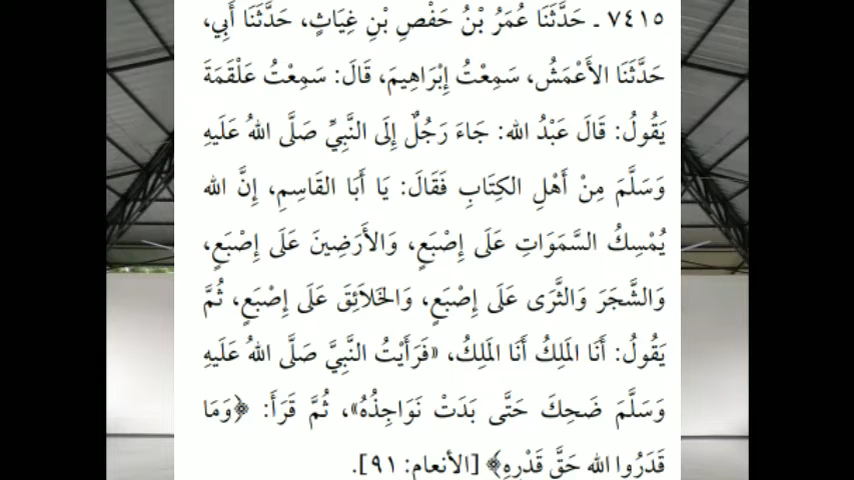 ٧٤١٥ ـ حَدَّثَنَا عُمَرُ بْنُ حَفْصِ بْنِ غِيَاثٍ، حَدَّثَنَا أَبِي،
حَدَّثَنَا الأَعْمَشُ، سَمِعْتُ إِبْرَاهِيمَ، قَالَ: سَمِعْتُ عَلْقَمَةَ
يَقُولُ: قَالَ عَبْدُ الله: جَاءَ رَجُلٌ إِلَى النَّبِيِّ صَلَّى اللهُ عَلَيْهِ
وَسَلَّمَ مِنْ أَهْلِ الكِتَابِ فَقَالَ: يَا أَبَا القَاسِمِ، إِنَّ الله
يُمْسِكُ السَّمَوَاتِ عَلَى إِصْبَعٍ، وَالأَرَضِينَ عَلَى إِصْبَعٍ،
وَالشَّجَرَ وَالثَّرَى عَلَى إِصْبَعٍ، وَالخَلاَئِقَ عَلَى إِصْبَعٍ، ثُمَّ
يَقُولُ: أَنَا المَلِكُ أَنَا المَلِكُ، «فَرَأَيْتُ النَّبِيَّ صَلَّى اللهُ عَلَيْهِ
وَسَلَّمَ ضَحِكَ حَتَّى بَدَتْ نَوَاجِذُهُ»، ثُمَّ قَرَأَ: ﴿وَمَا
قَدَرُوا الله حَقَّ قَدْرِهِ﴾ [الأنعام: ٩١].